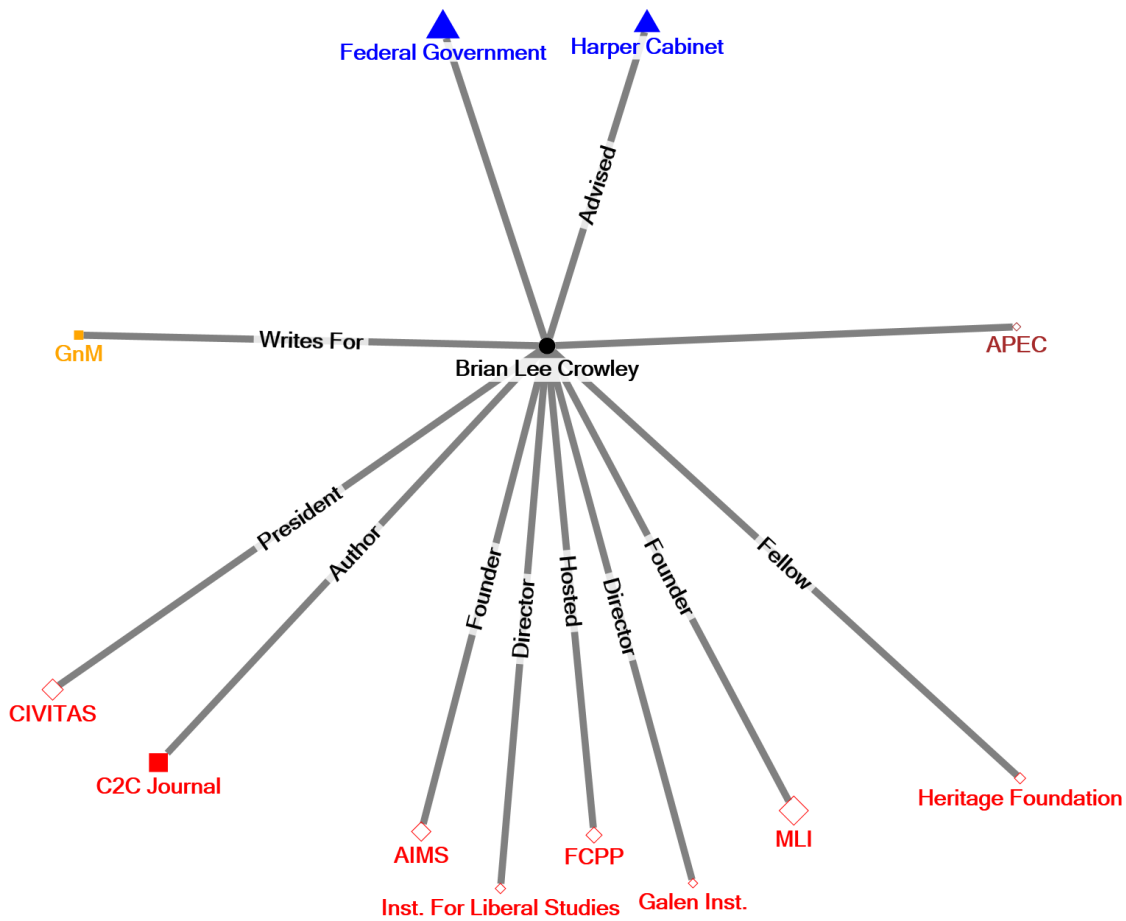 Federal Government
Harper Cabinet
Advised
Writes For
GnM
APEC
Brian Lee Crowley
President
Author
Founder
Director
Hosted
Director
Founder
Fellow
CIVITAS
C2C Journal
AIMS
FCPP
MLI
Heritage Foundation
Inst. For Liberal Studies
Galen Inst.